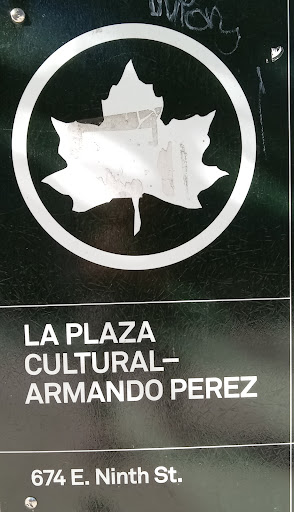 LA PLAZA
CULTURAL–
ARMANDO PEREZ
674 E. Ninth St.